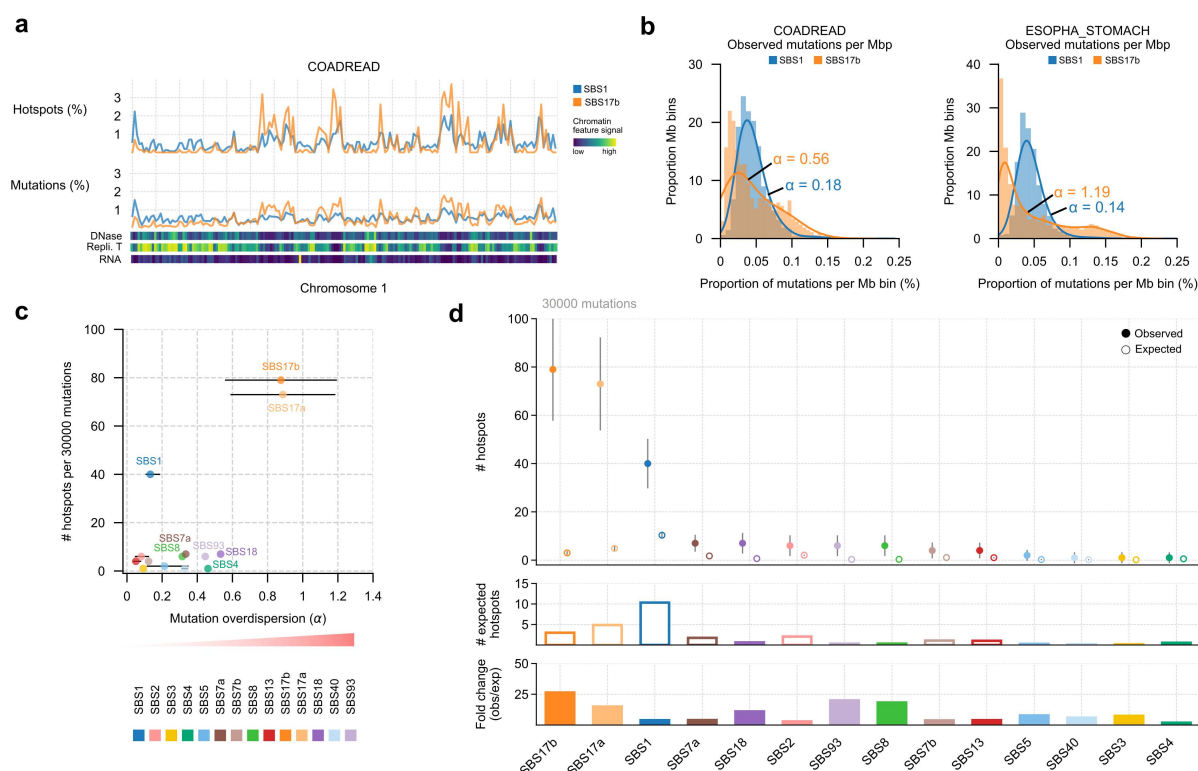 a
COADREAD
Hotspots (%)
3
2
1
SBS1
SBS17b
Chromatin
feature signal
low
high
Mutations (%)
3
2
1
DNase
Repli. T
RNA
Chromosome 1
b
COADREAD
Observed mutations per Mbp
SBS1
SBS17b
Proportion Mb bins
30
20
10
0
α = 0.56
α = 0.18
0 0.05 0.1 0.15 0.2 0.25
Proportion of mutations per Mb bin (%)
ESOPHA_STOMACH
Observed mutations per Mbp
SBS1
SBS17b
Proportion Mb bins
40
30
20
10
0
α = 1.19
α = 0.14
0 0.05 0.1 0.15 0.2 0.25
Proportion of mutations per Mb bin (%)
c
# hotspots per 30000 mutations
100
80
60
40
20
0
SBS17b
SBS17a
SBS1
SBS7a
SBS8
SBS93
SBS18
SBS4
0 0.2 0.4 0.6 0.8 1 1.2 1.4
Mutation overdispersion (α)
SBS1
SBS2
SBS3
SBS4
SBS5
SBS7a
SBS7b
SBS8
SBS13
SBS17b
SBS17a
SBS18
SBS40
SBS93
d
30000 mutations
# hotspots
100
80
60
40
20
0
Observed
Expected
# expected
hotspots
15
10
5
Fold change
(obs/exp)
50
25
SBS17b
SBS17a
SBS1
SBS7a
SBS18
SBS2
SBS93
SBS8
SBS7b
SBS13
SBS5
SBS40
SBS3
SBS4